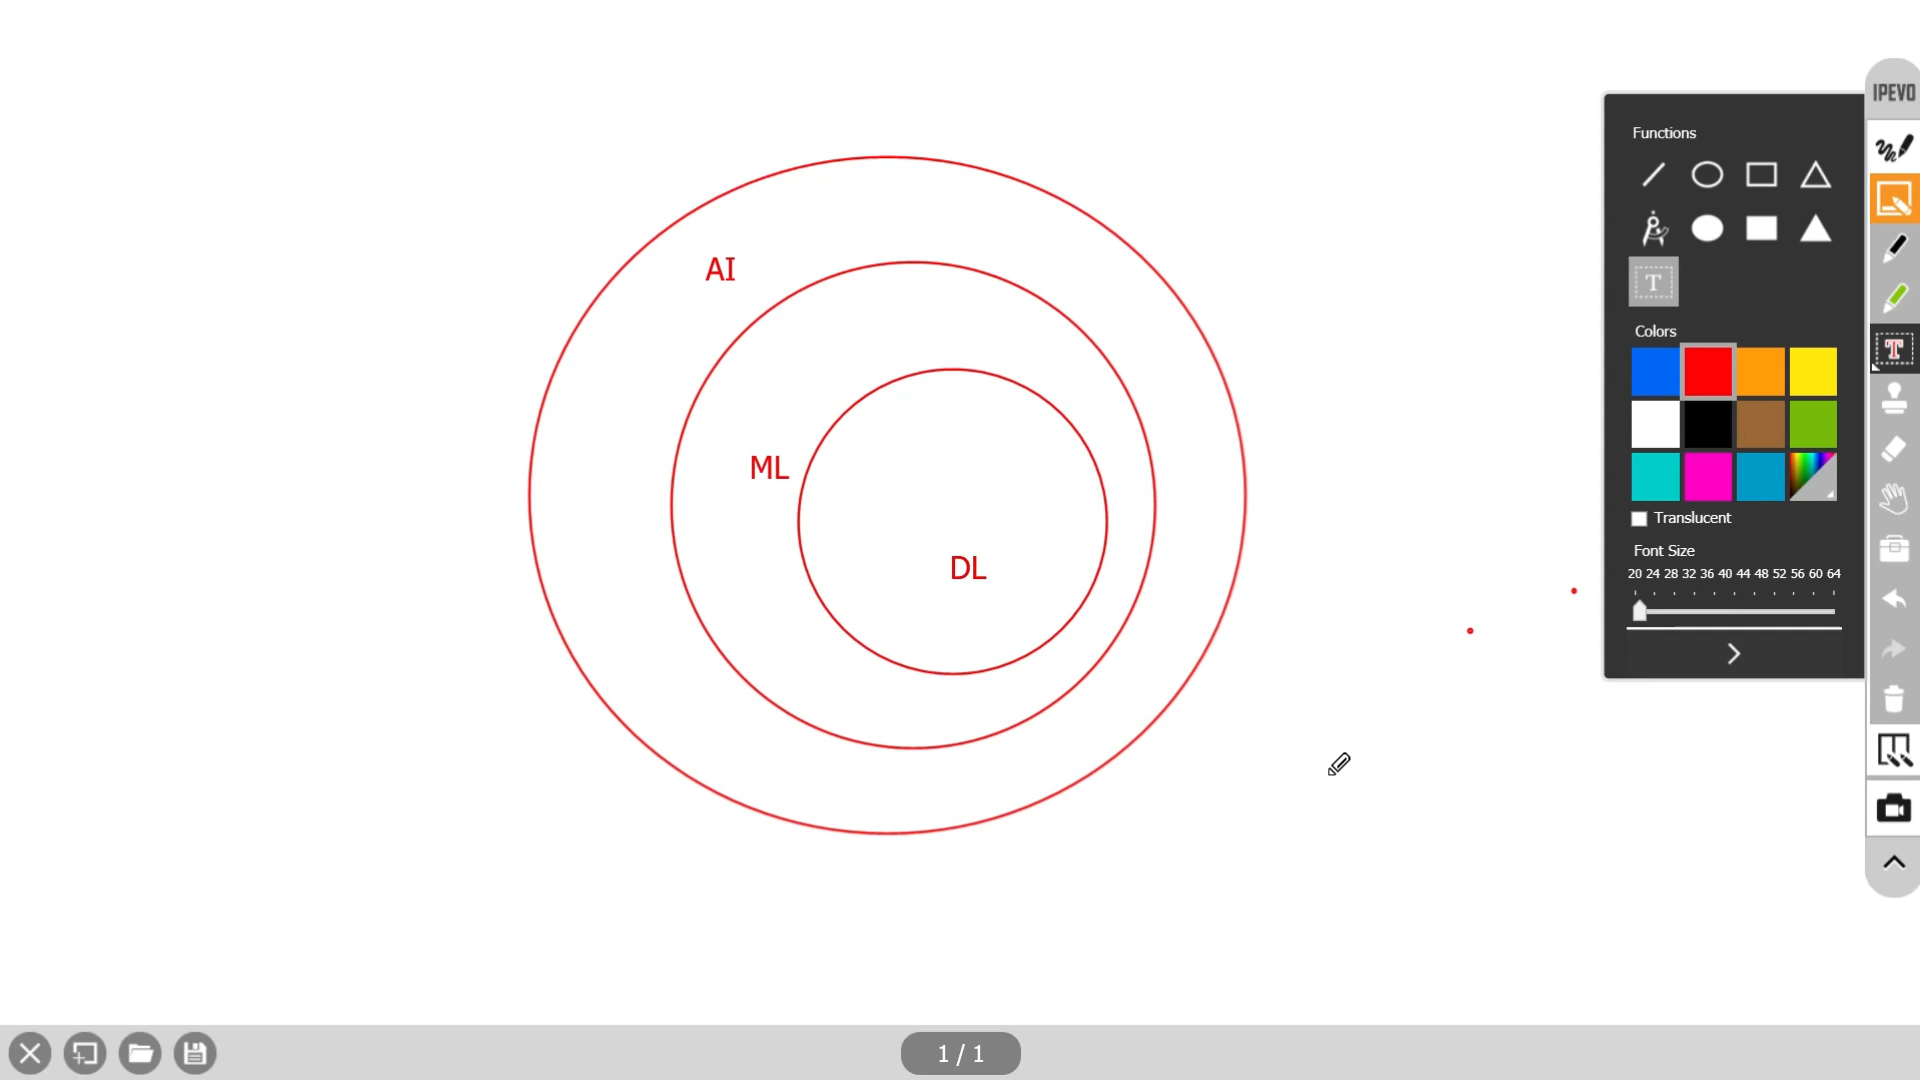 IPEVO
Functions
AI
T
Colors
T
ML
Translucent
Font Size
DL
20 24 28 32 36 40 44 48 52 56 60 64
1 / 1